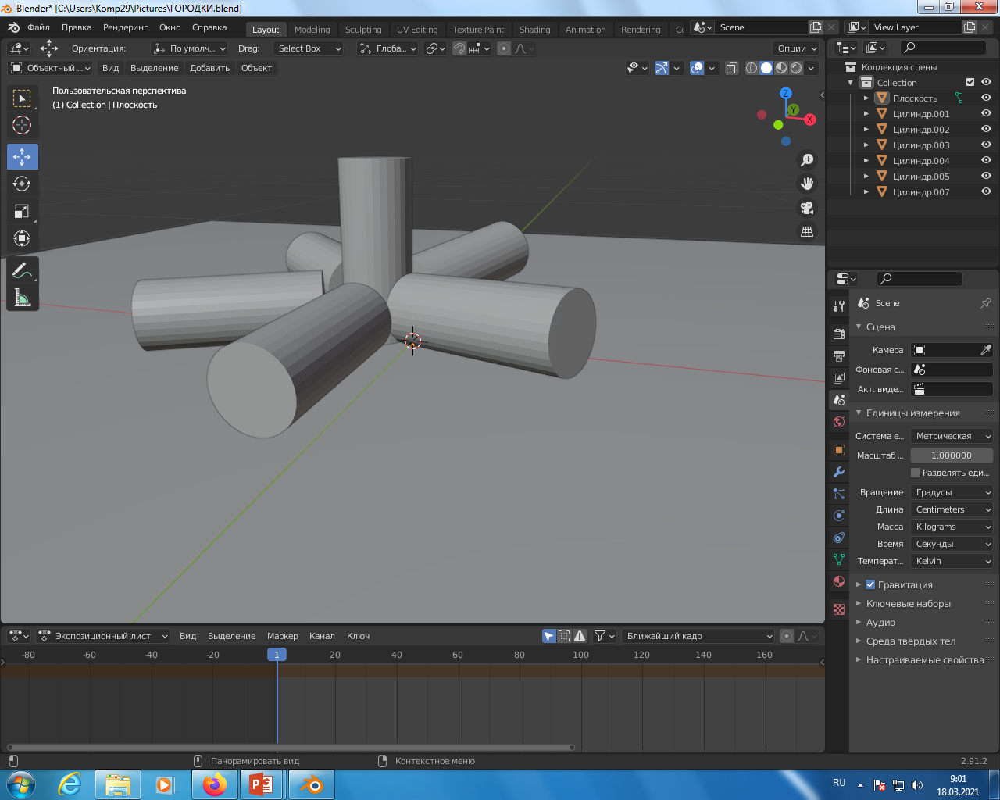 Blender* [C:\Users\Komp29\Pictures\ГОРОДКИ.blend]
Файл Правка Рендеринг Окно Справка Layout Modeling Sculpting UV Editing Texture Paint Shading Animation Rendering Scene View Layer
Ориентация: По умолч... Drag: Select Box Глоба... Опции
Объектный ... Вид Выделение Добавить Объект
Коллекция сцены
Collection
Плоскость
Цилиндр.001
Цилиндр.002
Цилиндр.003
Цилиндр.004
Цилиндр.005
Цилиндр.007
Пользовательская перспектива
(1) Collection | Плоскость
Z
Y
X
Scene
Сцена
Камера
Фоновая с...
Акт. виде...
Единицы измерения
Система е... Метрическая
Масштаб ... 1.000000
Разделять еди...
Вращение Градусы
Длина Centimeters
Масса Kilograms
Время Секунды
Температ... Kelvin
Гравитация
Ключевые наборы
Аудио
Среда твёрдых тел
Настраиваемые свойства
Экспозиционный лист Вид Выделение Маркер Канал Ключ Ближайший кадр
-80 -60 -40 -20 1 20 40 60 80 100 120 140 160
Панорамировать вид Контекстное меню 2.91.2
RU 9:01
18.03.2021